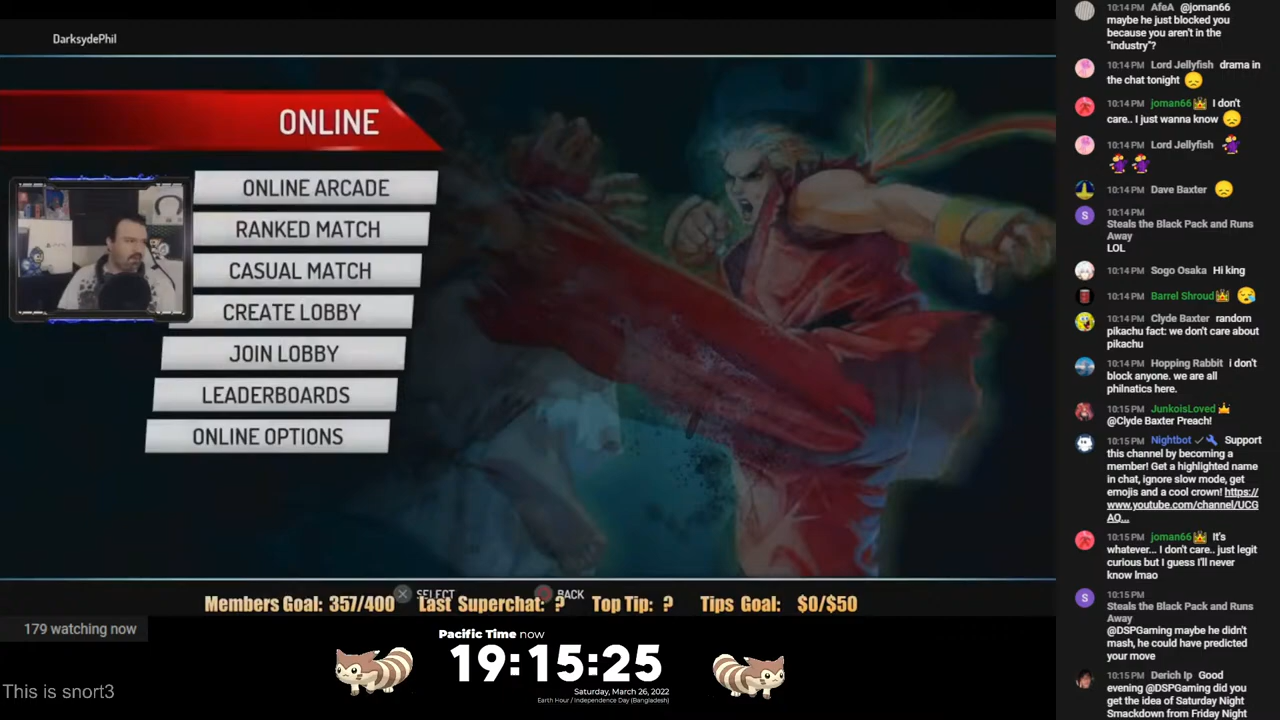 DarksydePhil
ONLINE
ONLINE ARCADE
RANKED MATCH
CASUAL MATCH
CREATE LOBBY
JOIN LOBBY
LEADERBOARDS
ONLINE OPTIONS
SELECT
BACK
Members Goal: 357/400 Last Superchat: ? Top Tip: ? Tips Goal: $0/$50
179 watching now
Pacific Time now
19:15:25
Saturday, March 26, 2022
Earth Hour / Independence Day (Bangladesh)
This is snort3
10:14 PM AfeA @joman66
maybe he just blocked you
because you aren't in the
"industry"?
10:14 PM Lord Jellyfish drama in
the chat tonight
10:14 PM joman66 I don't
care.. I just wanna know
10:14 PM Lord Jellyfish
10:14 PM Dave Baxter
S
10:14 PM
Steals the Black Pack and Runs
Away
LOL
10:14 PM Sogo Osaka Hi king
10:14 PM Barrel Shroud
10:14 PM Clyde Baxter random
pikachu fact: we don't care about
pikachu
10:14 PM Hopping Rabbit i don't
block anyone. we are all
philnatics here.
10:15 PM JunkoisLoved
@Clyde Baxter Preach!
10:15 PM Nightbot Support
this channel by becoming a
member! Get a highlighted name
in chat, ignore slow mode, get
emojis and a cool crown! https://
www.youtube.com/channel/UCG
AQ...
10:15 PM joman66 It's
whatever... I don't care.. just legit
curious but I guess I'll never
know lmao
S
10:15 PM
Steals the Black Pack and Runs
Away
@DSPGaming maybe he didn't
mash, he could have predicted
your move
10:15 PM Derich Ip Good
evening @DSPGaming did you
get the idea of Saturday Night
Smackdown from Friday Night